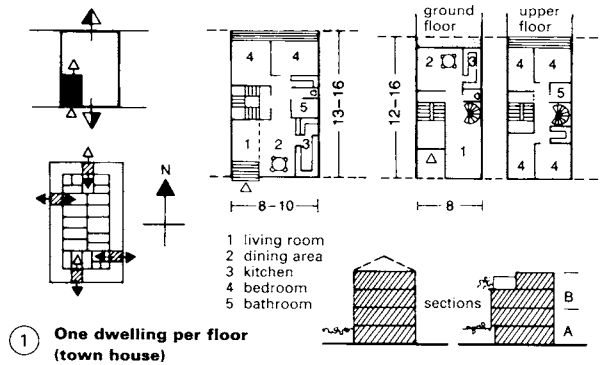 ground
floor
upper
floor
4
4
5
1
2
3
13–16
8–10
2
3
1
12–16
8
4
4
5
4
4
N
1 living room
2 dining area
3 kitchen
4 bedroom
5 bathroom
sections
B
A
1
One dwelling per floor
(town house)